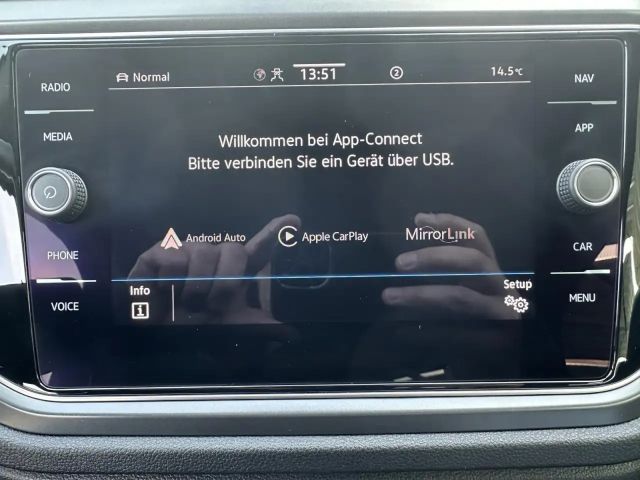 Normal
13:51
2
14.5°C
RADIO
MEDIA
PHONE
VOICE
NAV
APP
CAR
MENU
Willkommen bei App-Connect
Bitte verbinden Sie ein Gerät über USB.
Android Auto
Apple CarPlay
MirrorLink
Info
i
Setup